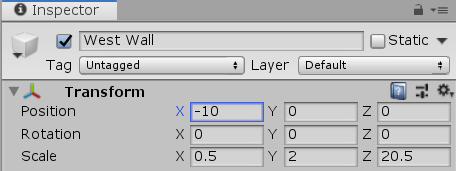 Inspector
West Wall Static
Tag Untagged Layer Default
Transform
Position X -10 Y 0 Z 0
Rotation X 0 Y 0 Z 0
Scale X 0.5 Y 2 Z 20.5